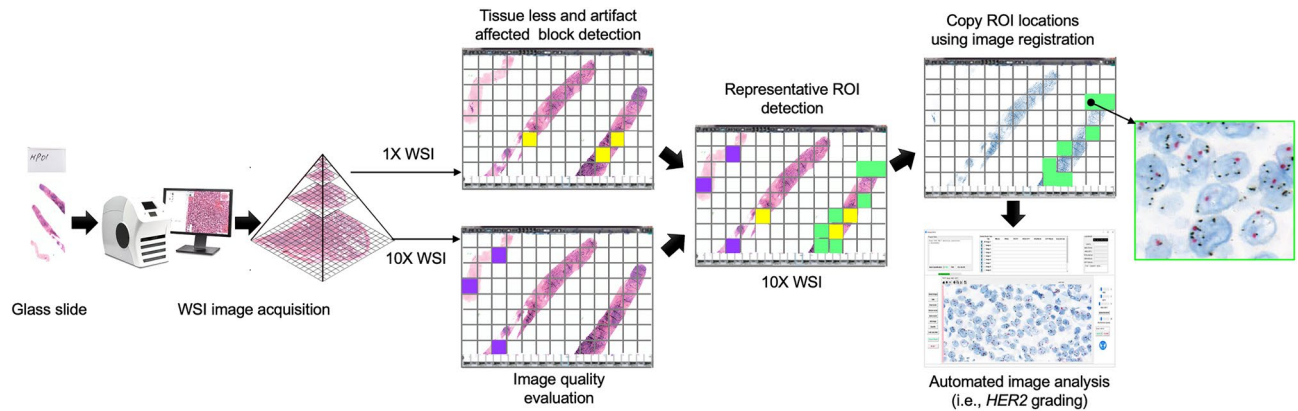 Tissue less and artifact
affected block detection
Copy ROI locations
using image registration
Representative ROI
detection
HP01
1X WSI
10X WSI
10X WSI
Glass slide
WSI image acquisition
Image quality
evaluation
Automated image analysis
(i.e., HER2 grading)